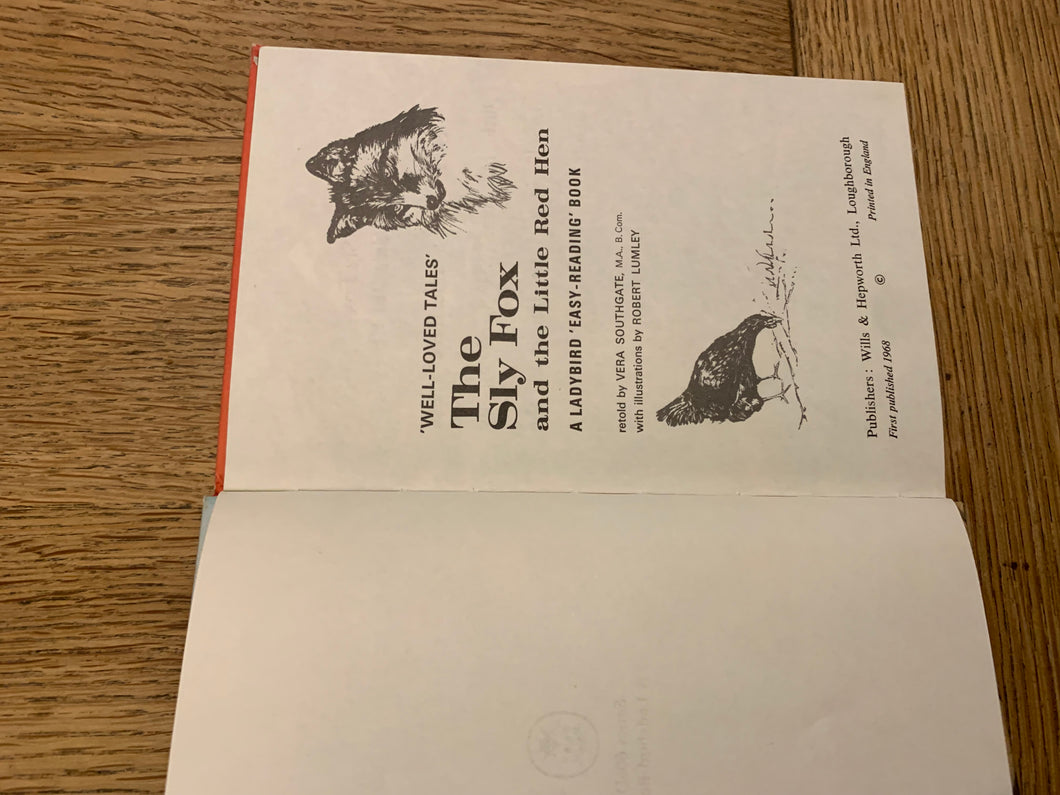 'WELL-LOVED TALES'
The
Sly Fox
and the Little Red Hen
A LADYBIRD 'EASY-READING' BOOK
retold by VERA SOUTHGATE, M.A., B.Com.
with illustrations by ROBERT LUMLEY
Publishers: Wills & Hepworth Ltd., Loughborough
First published 1968 © Printed in England